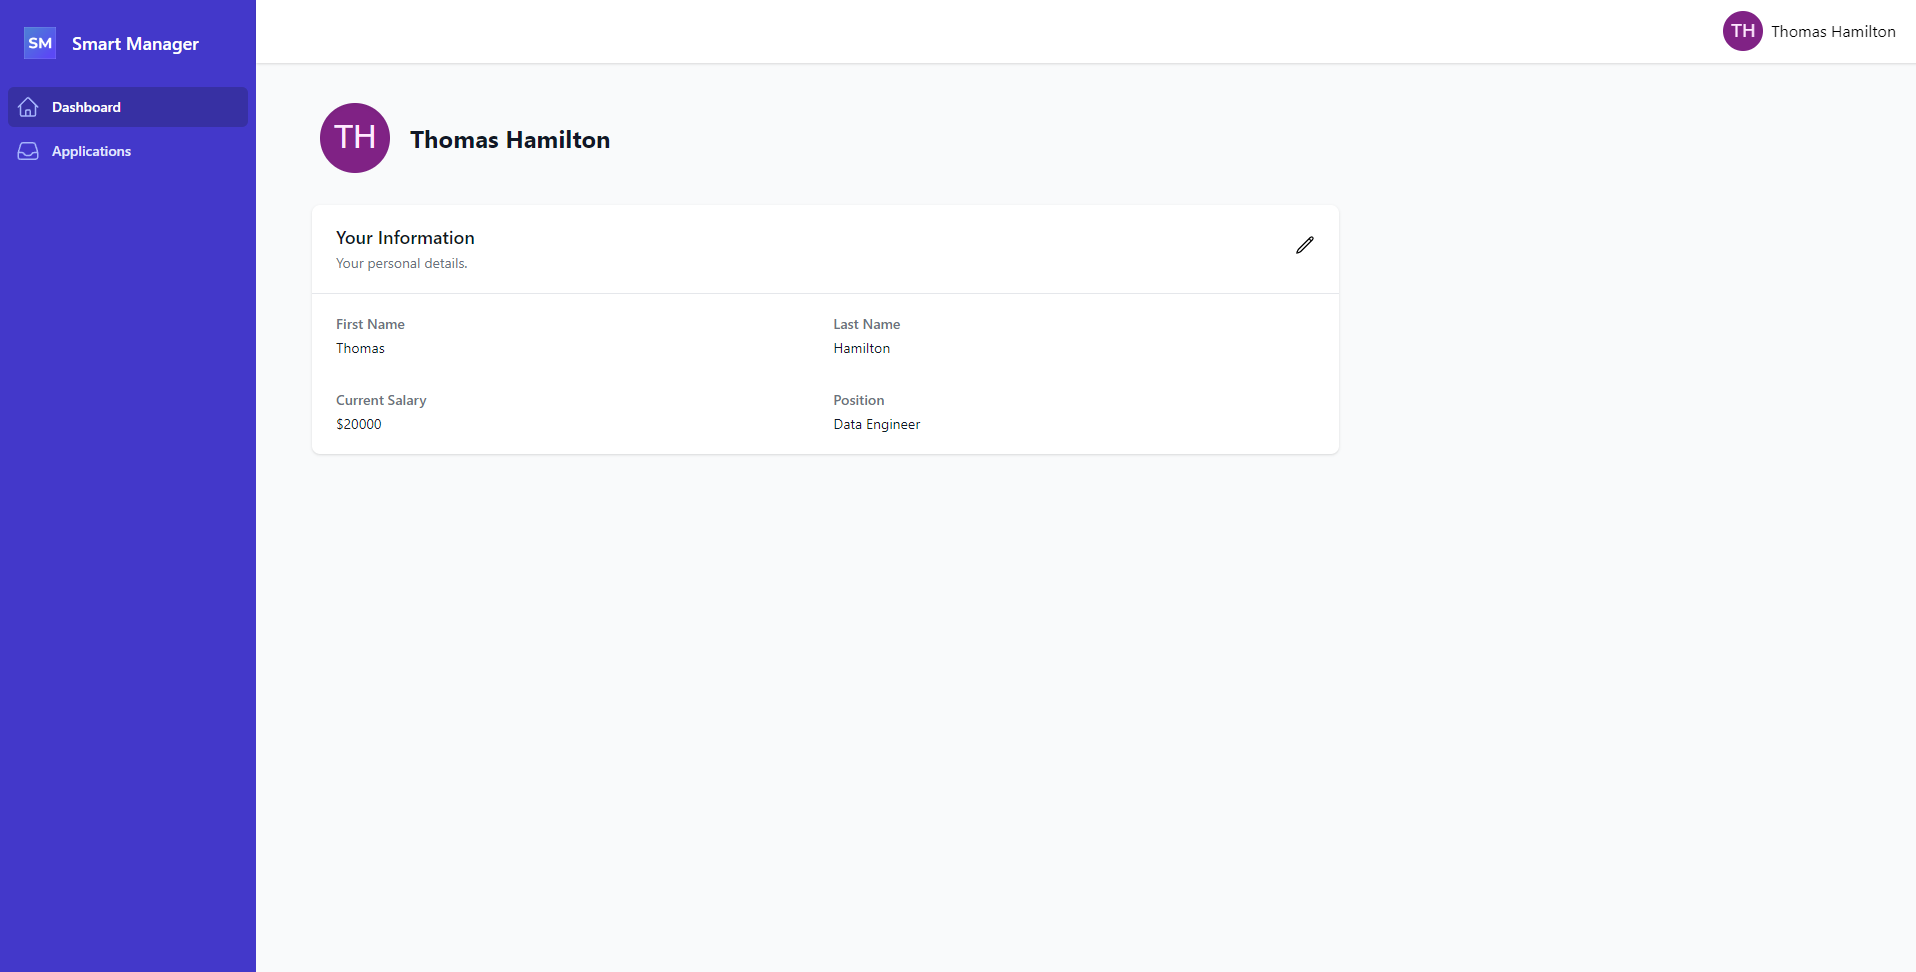 SM Smart Manager
Dashboard
Applications
TH Thomas Hamilton
TH Thomas Hamilton
Your Information
Your personal details.
First Name
Thomas
Last Name
Hamilton
Current Salary
$20000
Position
Data Engineer